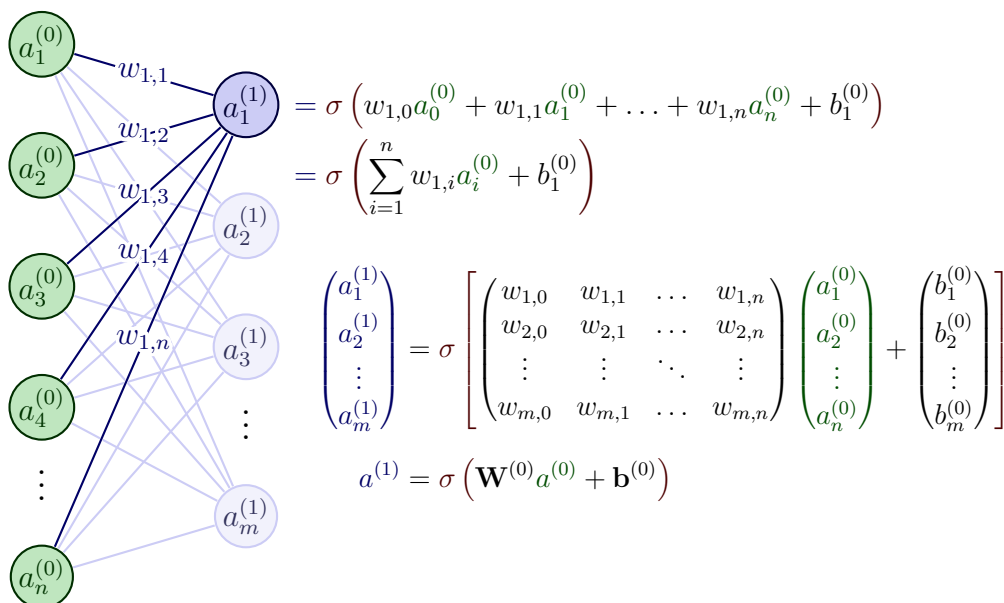 a_1^{(0)}
a_2^{(0)}
a_3^{(0)}
a_4^{(0)}
⋮
a_n^{(0)}
w_{1,1}
w_{1,2}
w_{1,3}
w_{1,4}
w_{1,n}
a_1^{(1)}
a_2^{(1)}
a_3^{(1)}
⋮
a_m^{(1)}
= σ ( w_{1,0} a_0^{(0)} + w_{1,1} a_1^{(0)} + … + w_{1,n} a_n^{(0)} + b_1^{(0)} )
= σ ( ∑_{i=1}^{n} w_{1,i} a_i^{(0)} + b_1^{(0)} )
( a_1^{(1)} a_2^{(1)} ⋮ a_m^{(1)} ) = σ [ ( w_{1,0} w_{1,1} … w_{1,n} ; w_{2,0} w_{2,1} … w_{2,n} ; ⋮ ⋮ ⋱ ⋮ ; w_{m,0} w_{m,1} … w_{m,n} ) ( a_1^{(0)} a_2^{(0)} ⋮ a_n^{(0)} ) + ( b_1^{(0)} b_2^{(0)} ⋮ b_m^{(0)} ) ]
a^{(1)} = σ ( W^{(0)} a^{(0)} + b^{(0)} )